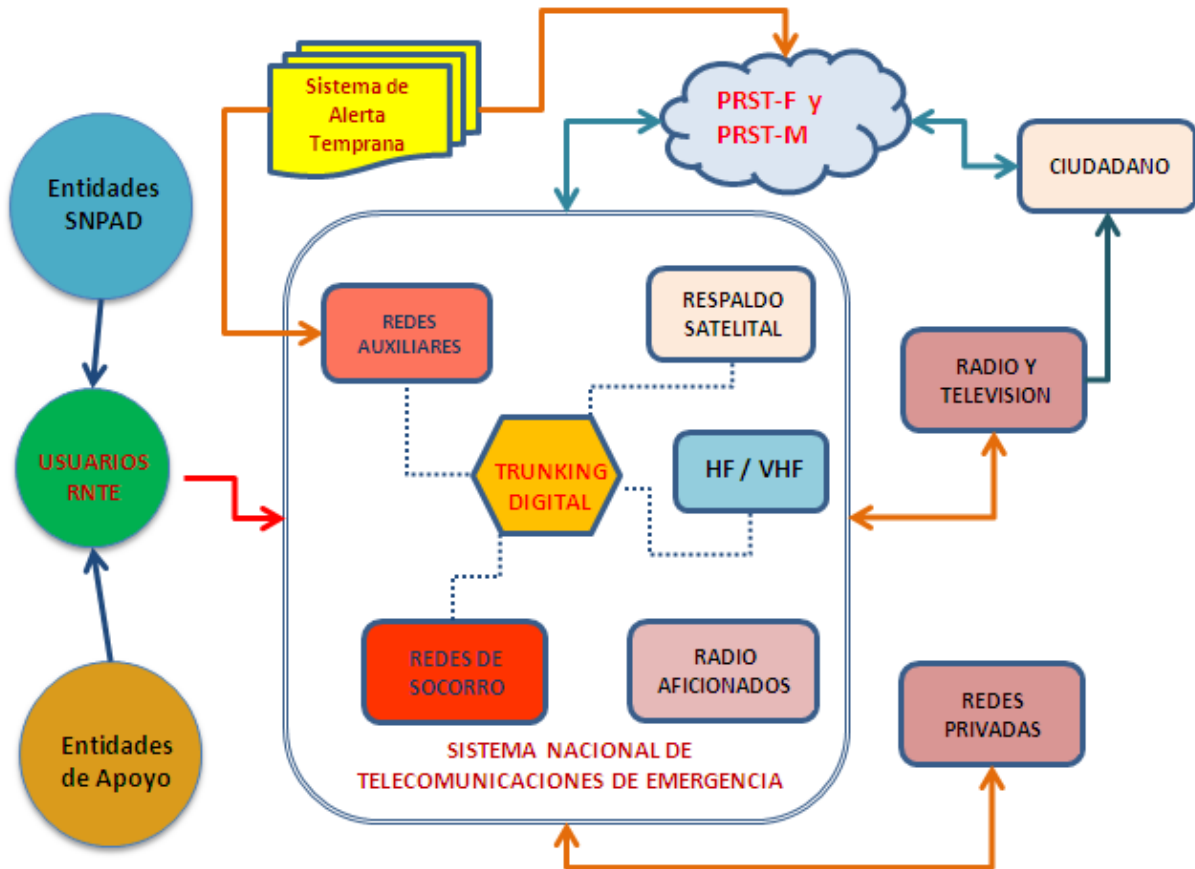 Sistema de
Alerta
Temprana
PRST-F y
PRST-M
CIUDADANO
Entidades
SNPAD
REDES
AUXILIARES
RESPALDO
SATELITAL
RADIO Y
TELEVISION
USUARIOS
RNTE
TRUNKING
DIGITAL
HF / VHF
REDES DE
SOCORRO
RADIO
AFICIONADOS
REDES
PRIVADAS
Entidades
de Apoyo
SISTEMA NACIONAL DE
TELECOMUNICACIONES DE EMERGENCIA